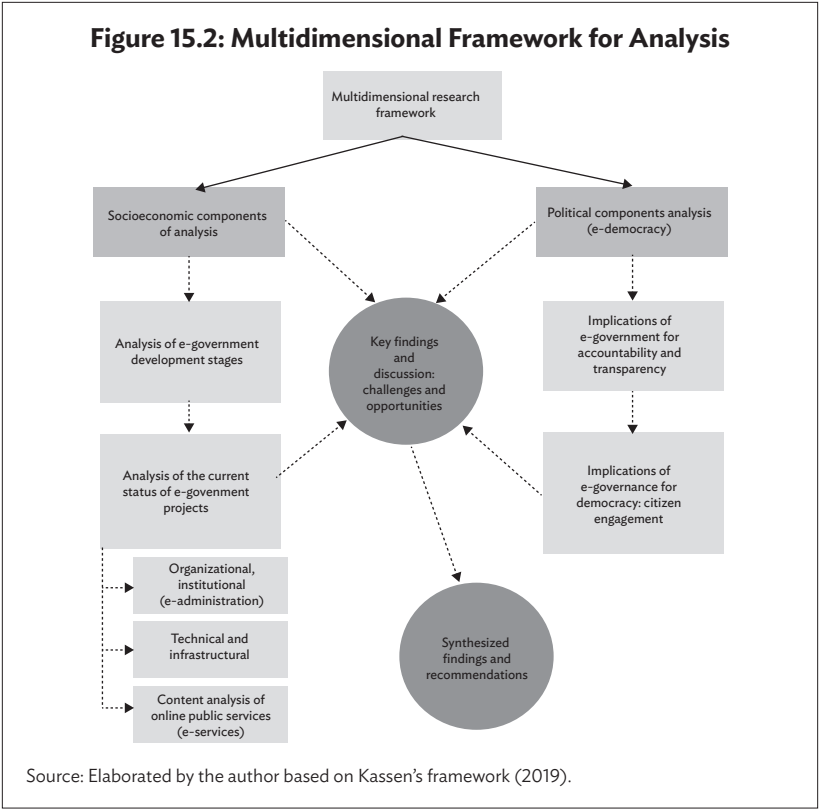 Figure 15.2: Multidimensional Framework for Analysis
Multidimensional research
framework
Socioeconomic components
of analysis
Political components analysis
(e-democracy)
Analysis of e-government
development stages
Key findings
and
discussion:
challenges and
opportunities
Implications of
e-government for
accountability and
transparency
Analysis of the current
status of e-govenment
projects
Implications of
e-governance for
democracy: citizen
engagement
Organizational,
institutional
(e-administration)
Technical and
infrastructural
Content analysis of
online public services
(e-services)
Synthesized
findings and
recommendations
Source: Elaborated by the author based on Kassen’s framework (2019).